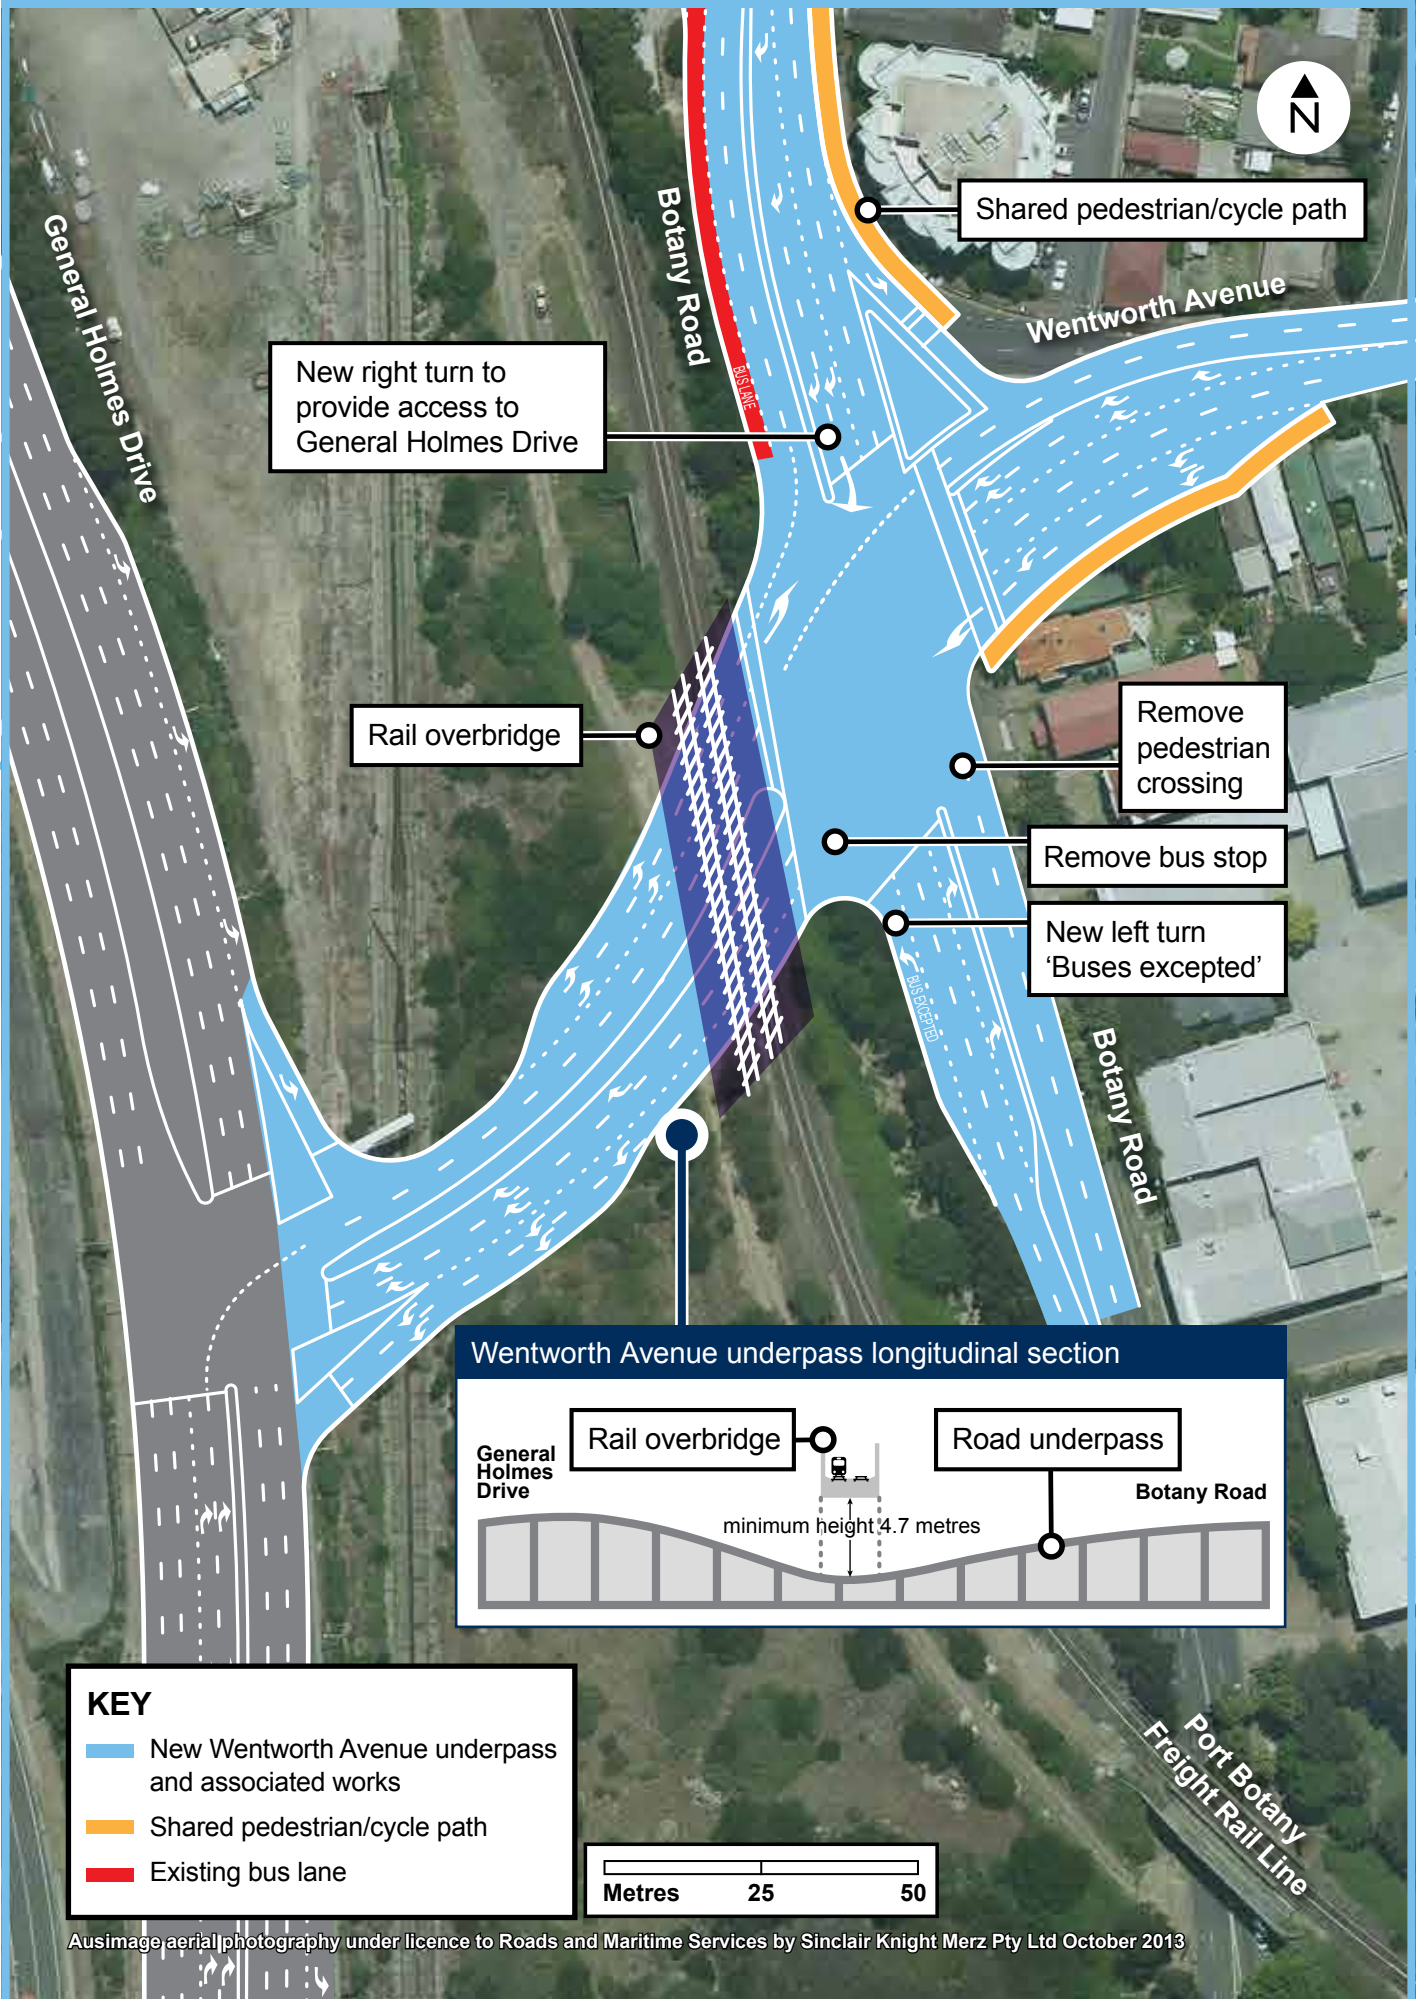 N
Shared pedestrian/cycle path
Botany Road
Wentworth Avenue
General Holmes Drive
New right turn to
provide access to
General Holmes Drive
BUS LANE
Rail overbridge
Remove
pedestrian
crossing
Remove bus stop
New left turn
‘Buses excepted’
BUS EXCEPTED
Botany Road
Wentworth Avenue underpass longitudinal section
Rail overbridge
Road underpass
General
Holmes
Drive
Botany Road
minimum height 4.7 metres
KEY
New Wentworth Avenue underpass
and associated works
Shared pedestrian/cycle path
Existing bus lane
Metres 25 50
Port Botany
Freight Rail Line
Ausimage aerial photography under licence to Roads and Maritime Services by Sinclair Knight Merz Pty Ltd October 2013